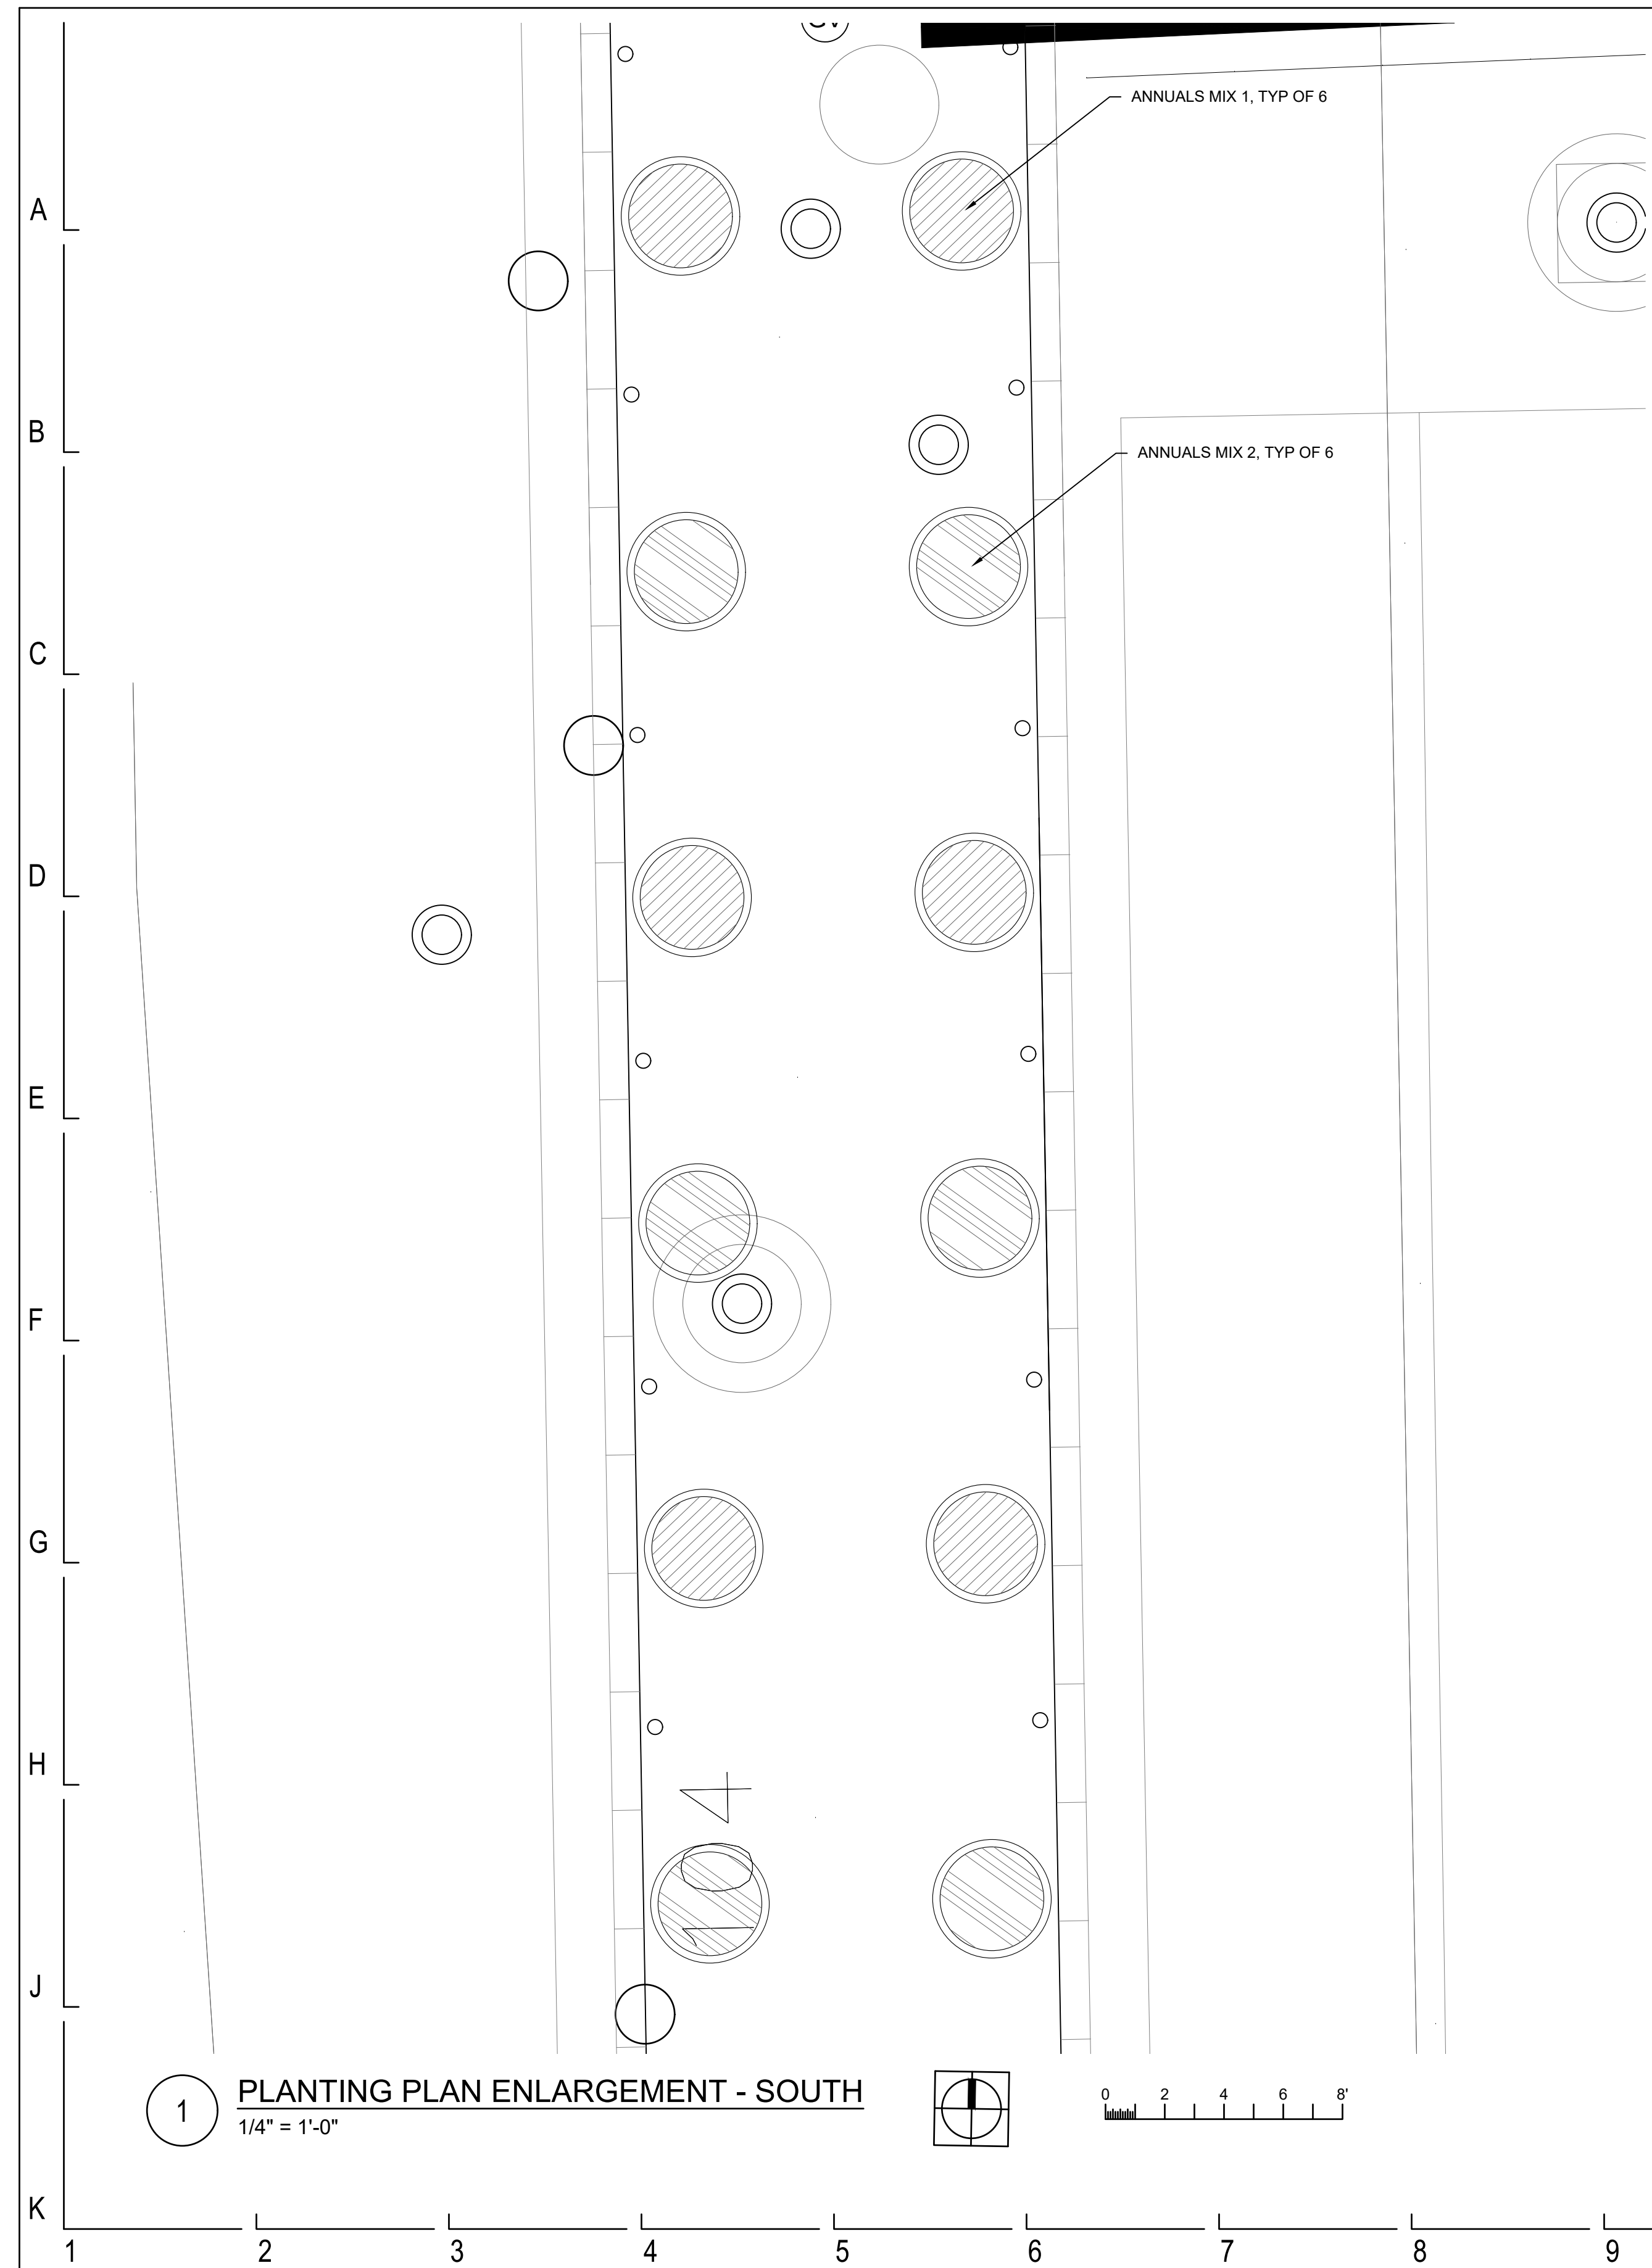 ANNUALS MIX 1, TYP OF 6
A
B
ANNUALS MIX 2, TYP OF 6
C
D
E
F
G
H
104
J
1
PLANTING PLAN ENLARGEMENT - SOUTH
1/4" = 1'-0"
0 2 4 6 8'
K
1 2 3 4 5 6 7 8 9